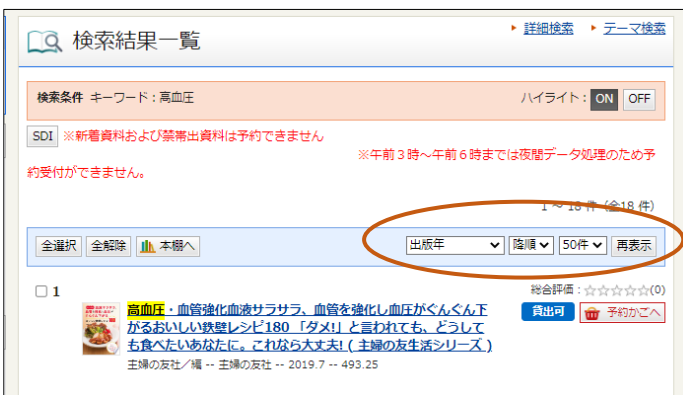 検索結果一覧
詳細検索 テーマ検索
検索条件 キーワード：高血圧
ハイライト： ON OFF
SDI ※新着資料および禁帯出資料は予約できません
※午前３時～午前６時までは夜間データ処理のため予
約受付ができません。
1 ～ 18 件（全18 件）
全選択 全解除 本棚へ 出版年 降順 50件 再表示
1
総合評価：☆☆☆☆☆(0)
貸出可 予約かごへ
高血圧・血管強化血液サラサラ、血管を強化し血圧がぐんぐん下
がるおいしい鉄壁レシピ180 「ダメ!」と言われても、どうして
も食べたいあなたに。これなら大丈夫! ( 主婦の友生活シリーズ )
主婦の友社／編 -- 主婦の友社 -- 2019.7 -- 493.25